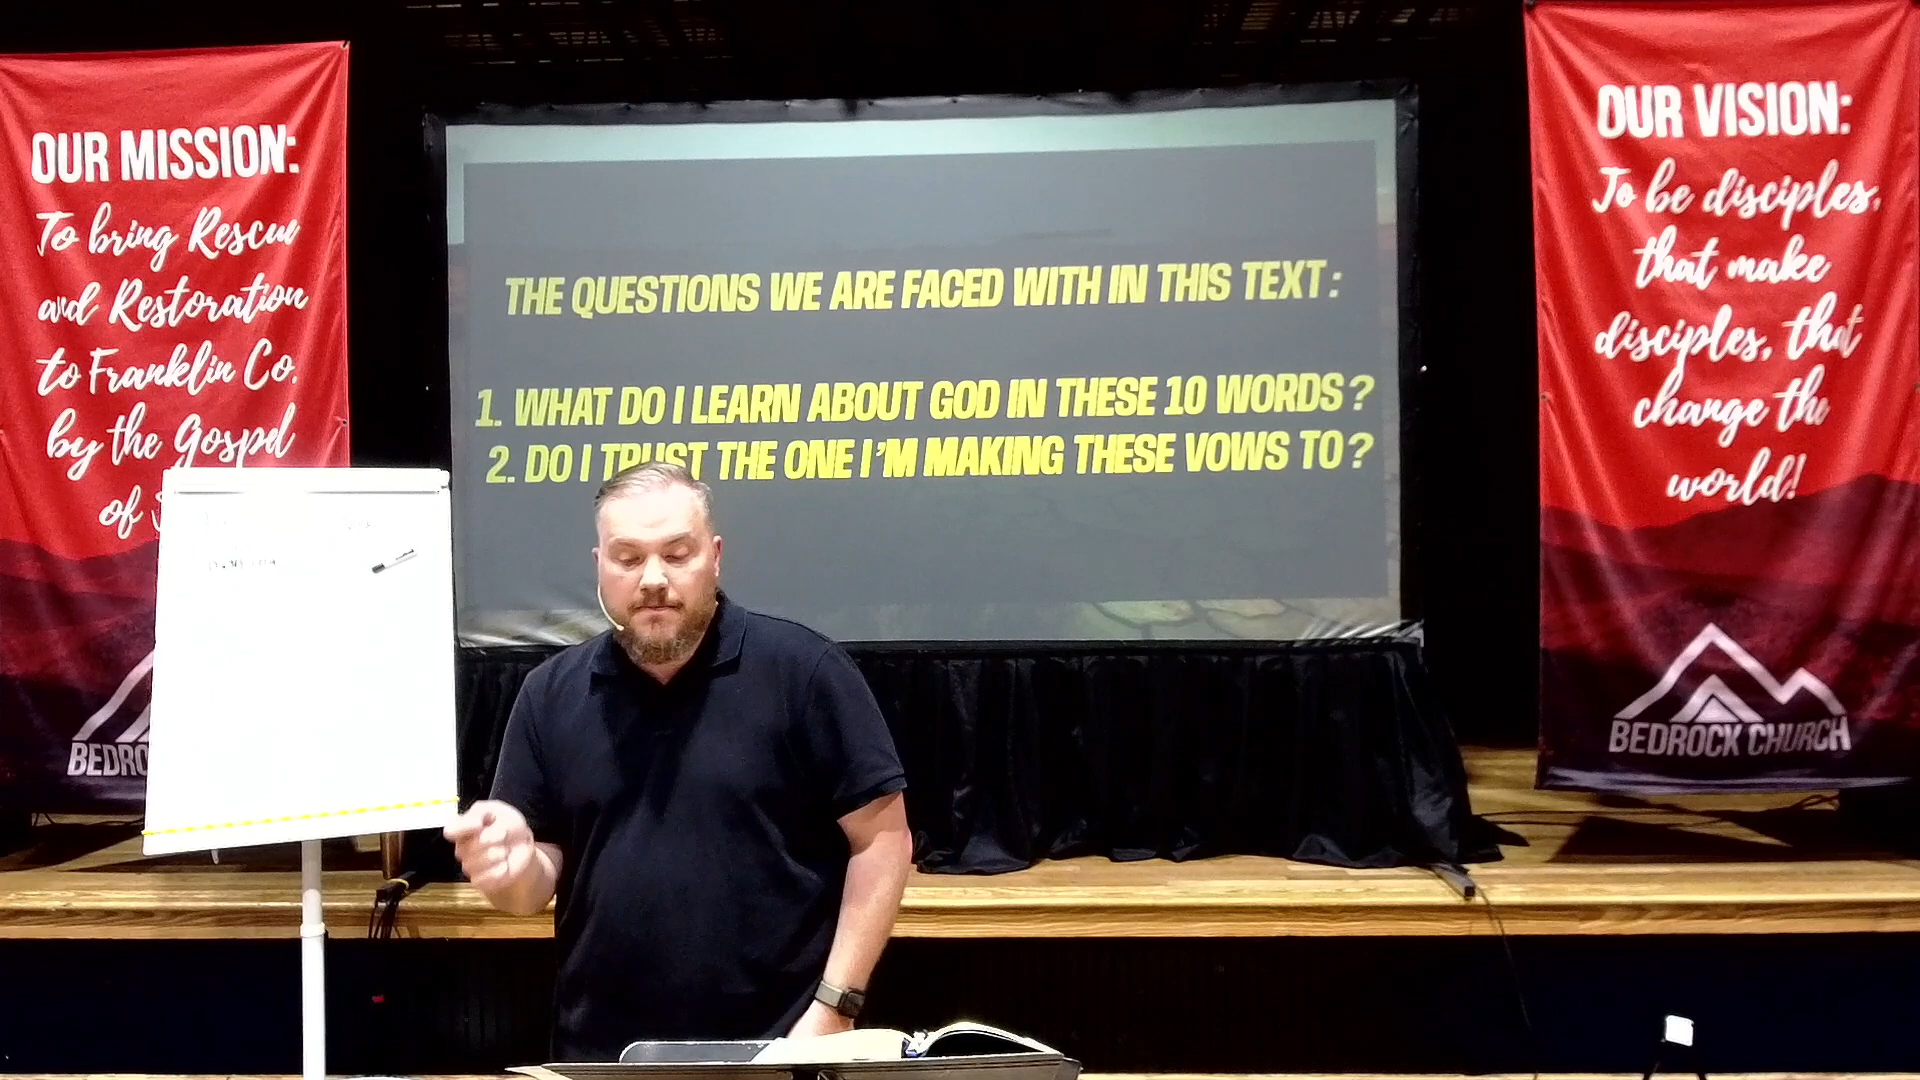 OUR MISSION:
To bring Rescue
and Restoration
to Franklin Co.
by the Gospel
of
BEDRO
THE QUESTIONS WE ARE FACED WITH IN THIS TEXT:
1. WHAT DO I LEARN ABOUT GOD IN THESE 10 WORDS?
2. DO I TRUST THE ONE I'M MAKING THESE VOWS TO?
OUR VISION:
To be disciples,
that make
disciples, that
change the
world!
BEDROCK CHURCH